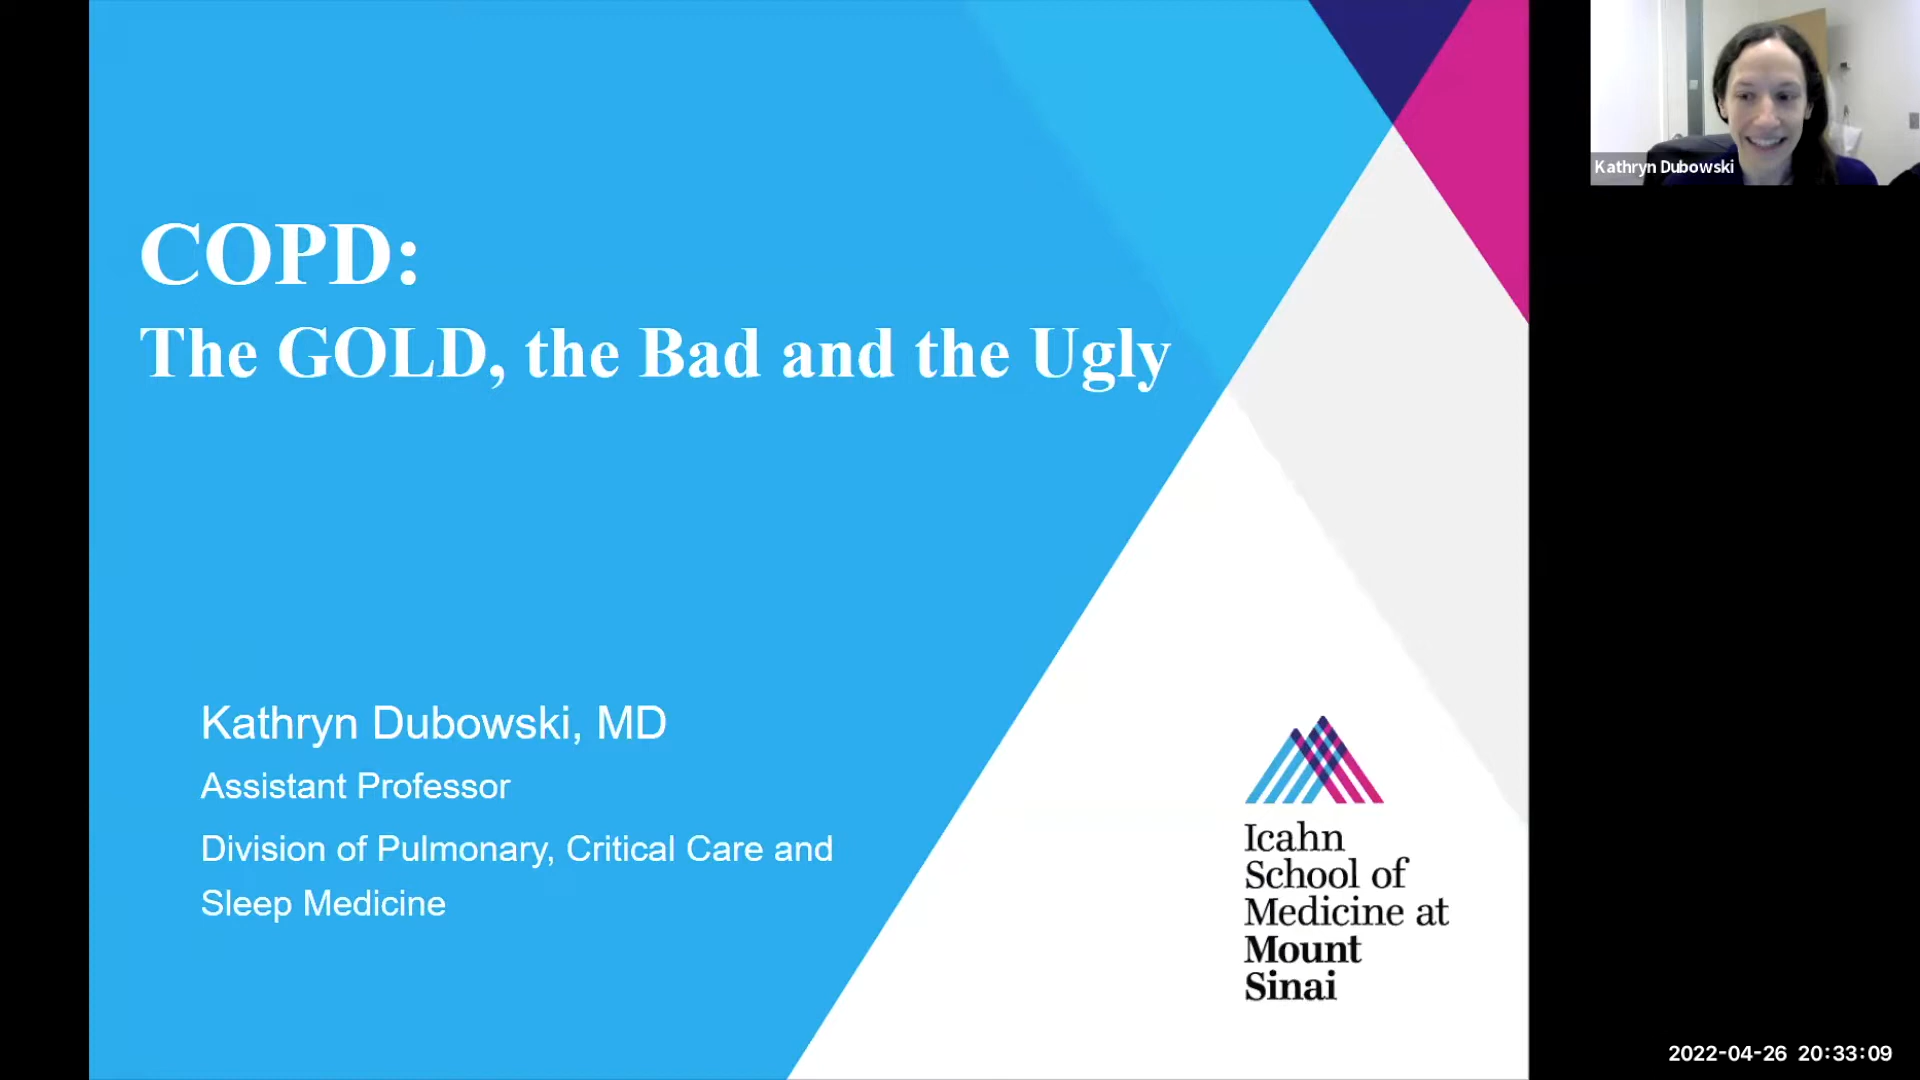 COPD:
The GOLD, the Bad and the Ugly
Kathryn Dubowski, MD
Assistant Professor
Division of Pulmonary, Critical Care and
Sleep Medicine
Icahn
School of
Medicine at
Mount
Sinai
Kathryn Dubowski
2022-04-26 20:33:09